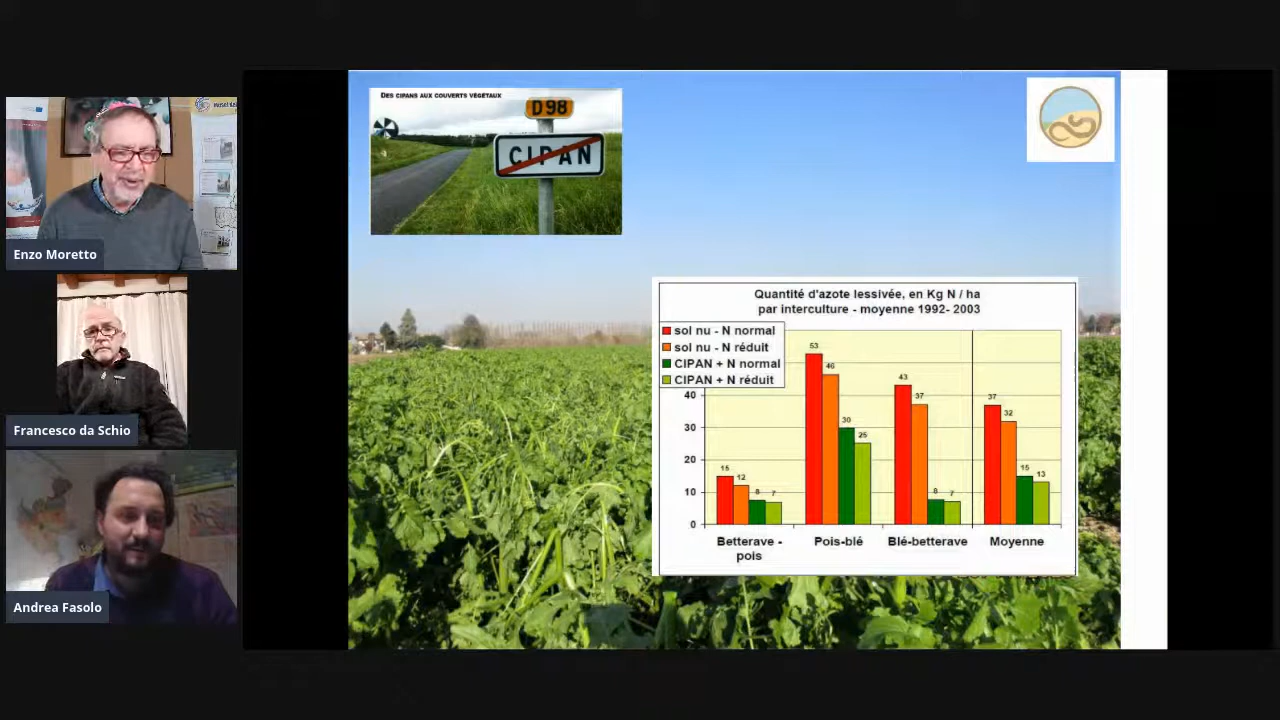 Enzo Moretto
Francesco da Schio
Andrea Fasolo
DES CIPANS AUX COUVERTS VÉGÉTAUX
D98
CIPAN
Quantité d'azote lessivée, en Kg N / ha
par interculture - moyenne 1992- 2003
sol nu - N normal
sol nu - N réduit
CIPAN + N normal
CIPAN + N réduit
40
30
20
10
0
15
12
8
7
53
46
30
25
43
37
8
7
37
32
15
13
Betterave -
pois
Pois-blé
Blé-betterave
Moyenne